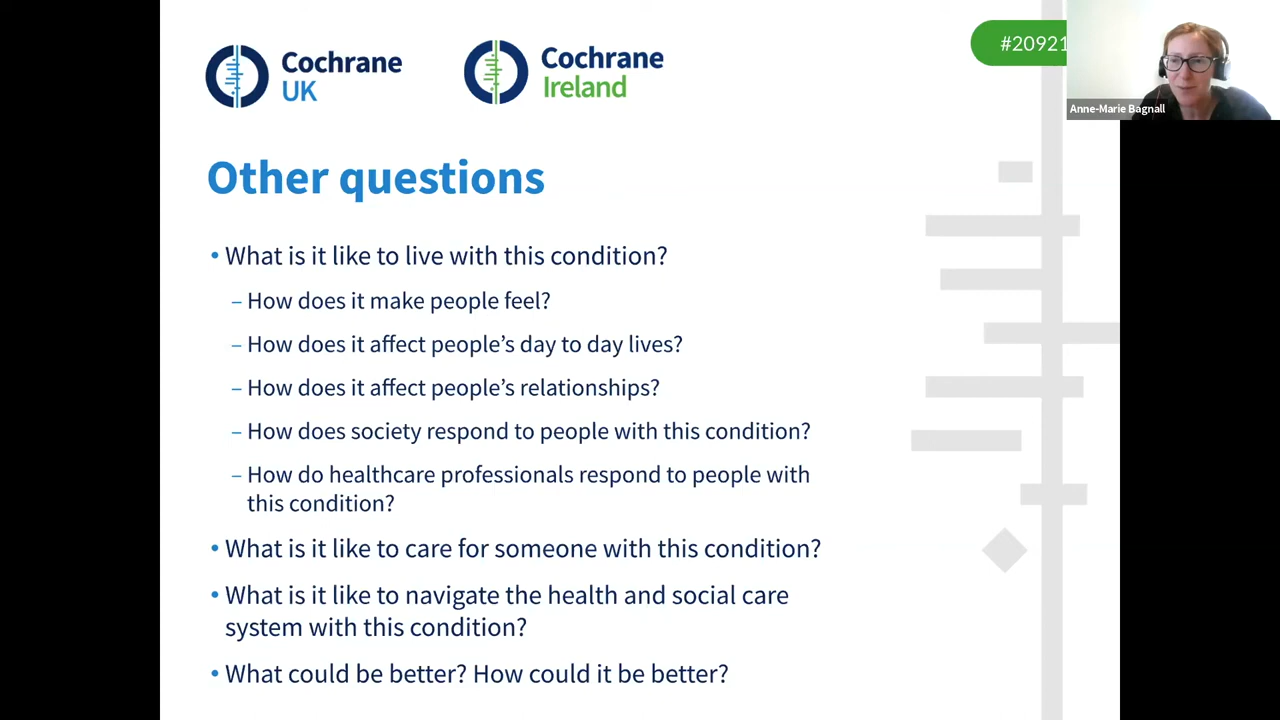 Cochrane
UK
Cochrane
Ireland
#20921
Anne-Marie Bagnall
Other questions
• What is it like to live with this condition?
– How does it make people feel?
– How does it affect people’s day to day lives?
– How does it affect people’s relationships?
– How does society respond to people with this condition?
– How do healthcare professionals respond to people with
this condition?
• What is it like to care for someone with this condition?
• What is it like to navigate the health and social care
system with this condition?
• What could be better? How could it be better?